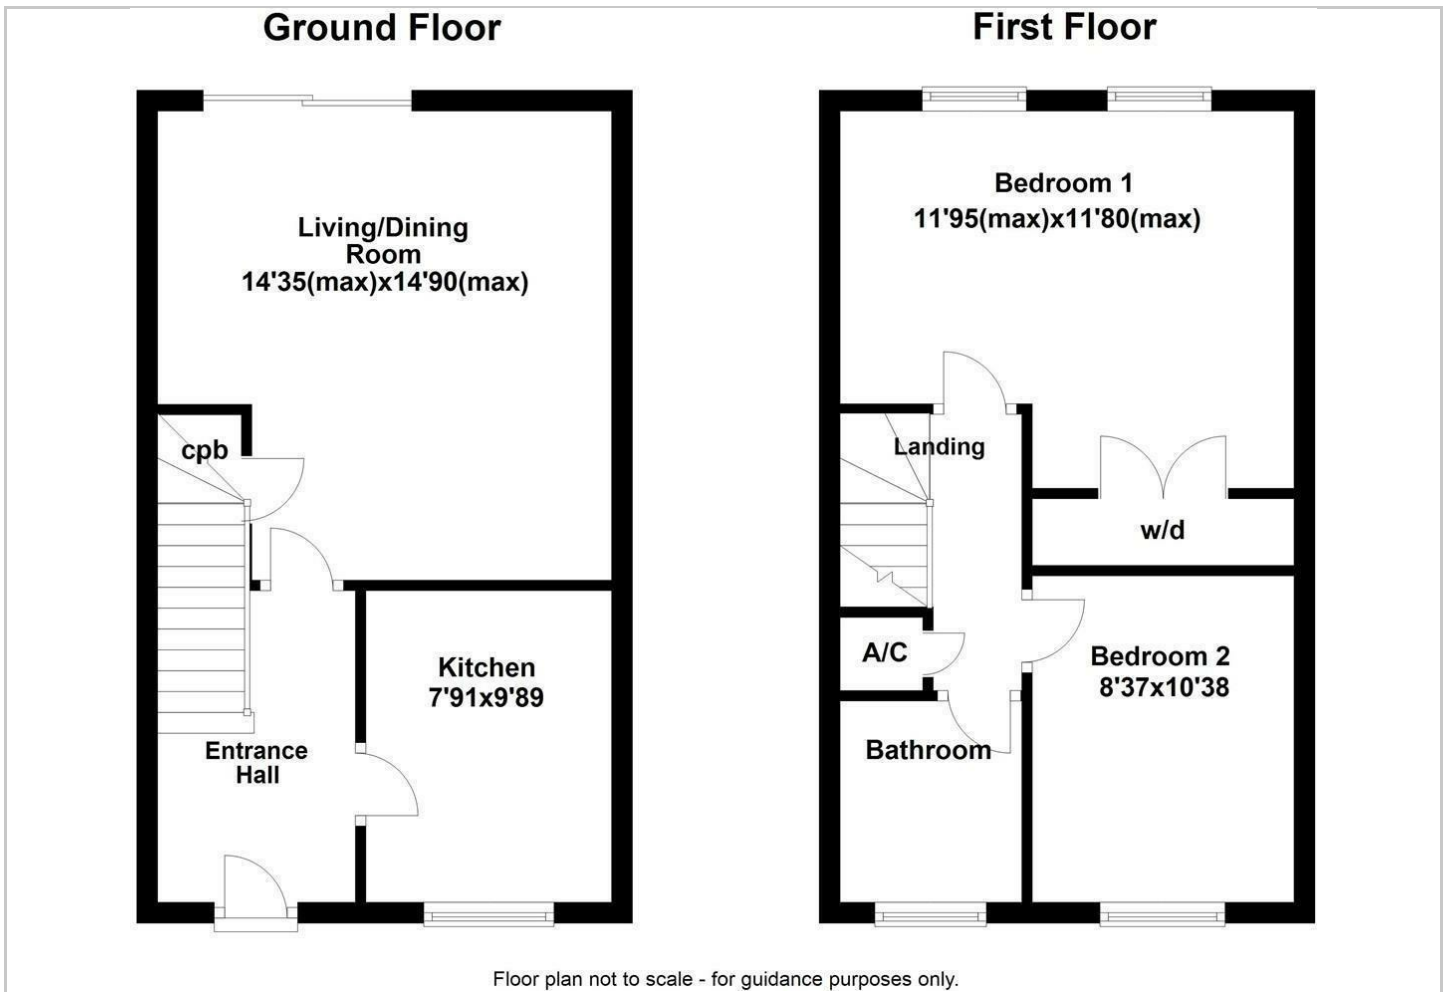 Ground Floor
First Floor
Living/Dining
Room
14'35(max)x14'90(max)
cpb
Kitchen
7'91x9'89
Entrance
Hall
Bedroom 1
11'95(max)x11'80(max)
Landing
w/d
A/C
Bedroom 2
8'37x10'38
Bathroom
Floor plan not to scale - for guidance purposes only.